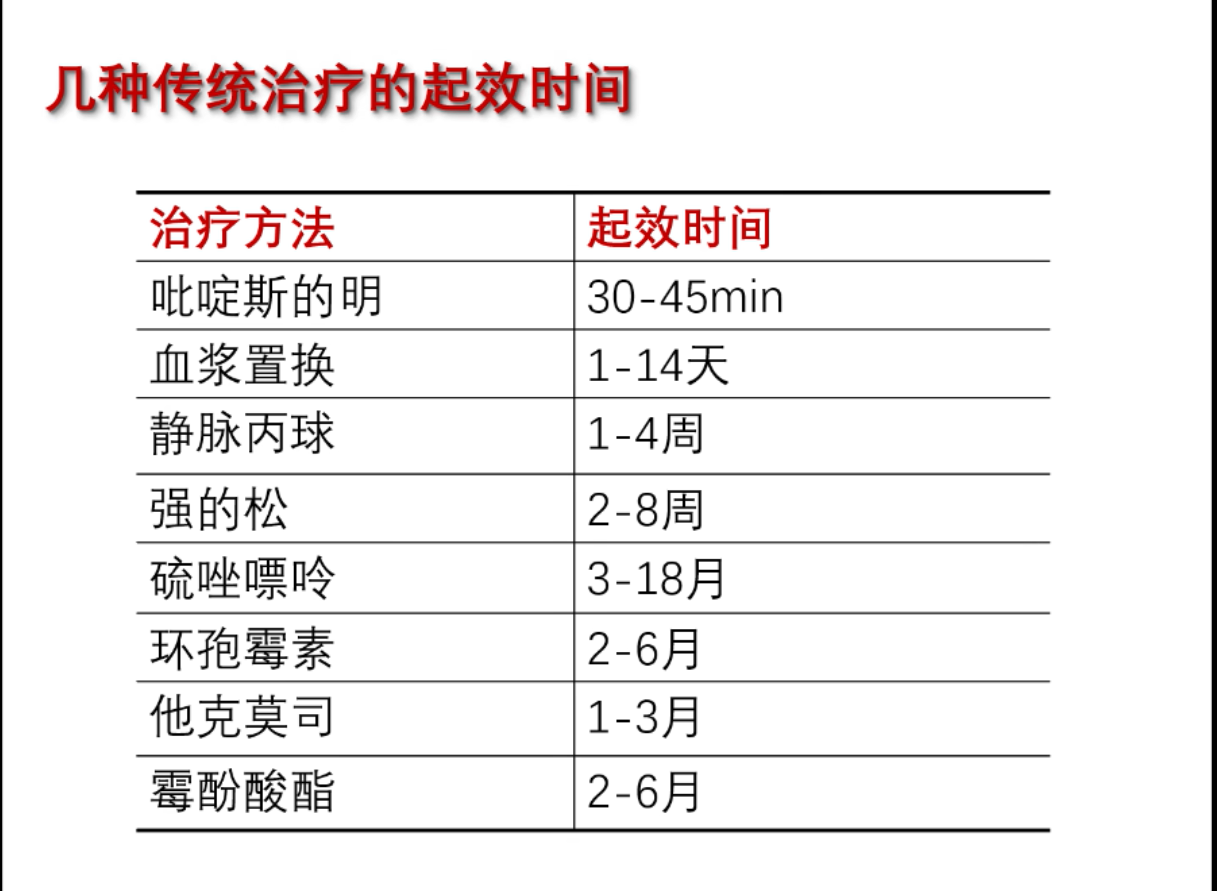 几种传统治疗的起效时间
治疗方法 起效时间
吡啶斯的明 30-45min
血浆置换 1-14天
静脉丙球 1-4周
强的松 2-8周
硫唑嘌呤 3-18月
环孢霉素 2-6月
他克莫司 1-3月
霉酚酸酯 2-6月